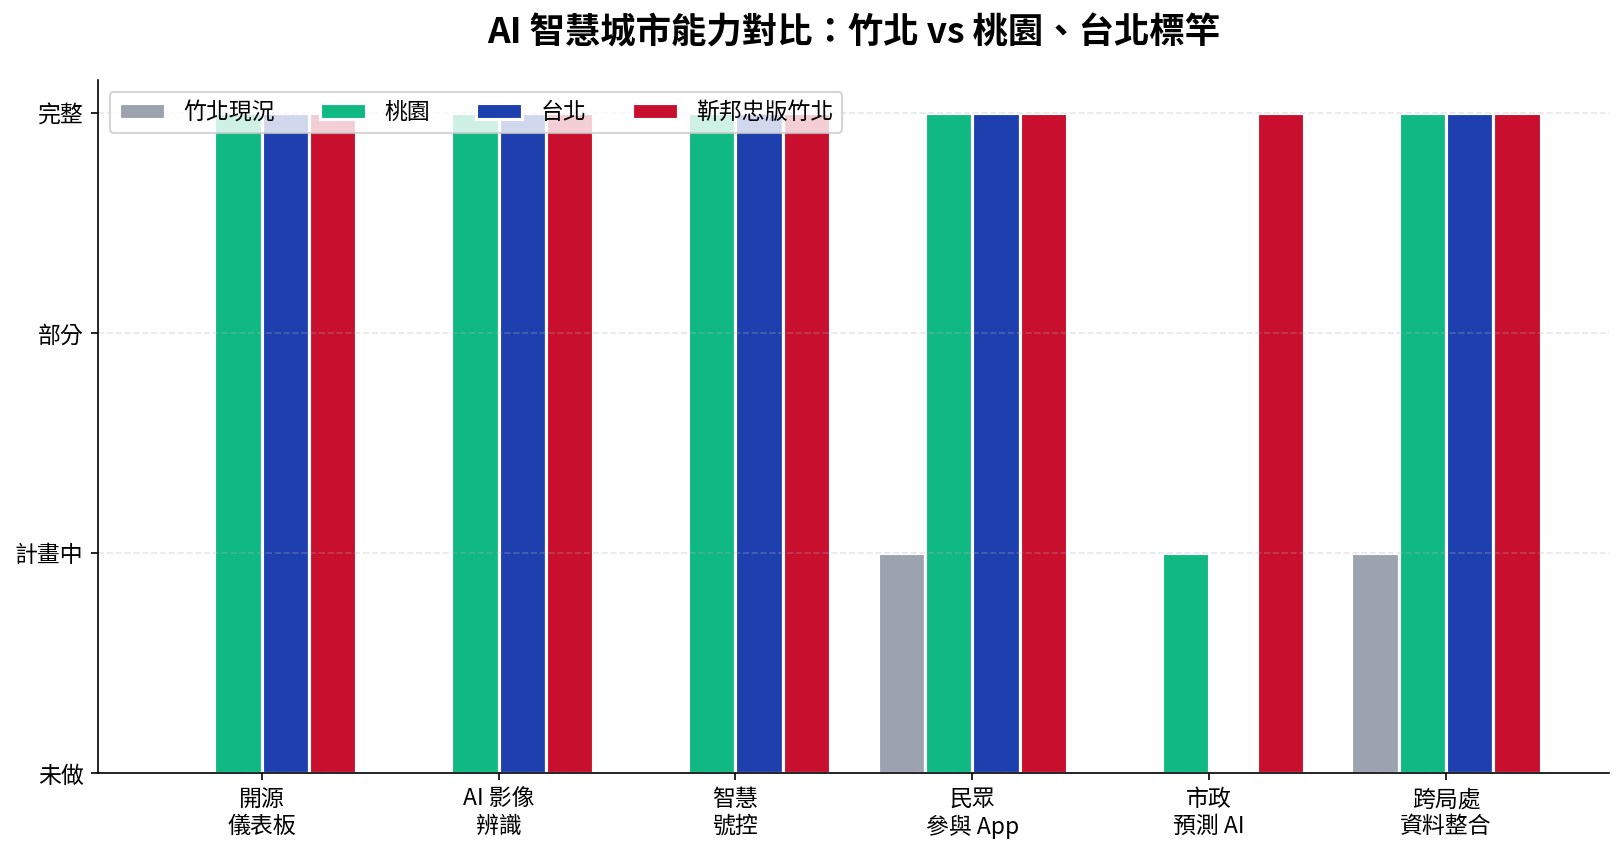 AI 智慧城市能力對比：竹北 vs 桃園、台北標竿
竹北現況 桃園 台北 靳邦忠版竹北
完整
部分
計畫中
未做
開源
儀表板
AI 影像
辨識
智慧
號控
民眾
參與 App
市政
預測 AI
跨局處
資料整合